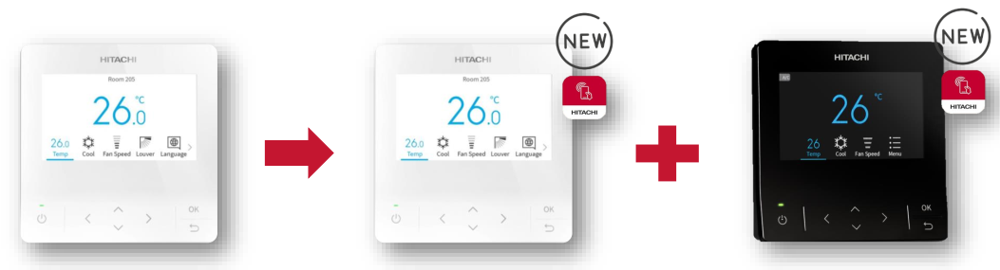 HITACHI
Room 205
26.0 °C
26.0
Temp Cool Fan Speed Louver Language
OK
NEW
HITACHI
HITACHI
Room 205
26.0 °C
26.0
Temp Cool Fan Speed Louver Language
OK
NEW
HITACHI
HITACHI
All
26 °C
26
Temp Cool Fan Speed Menu
OK